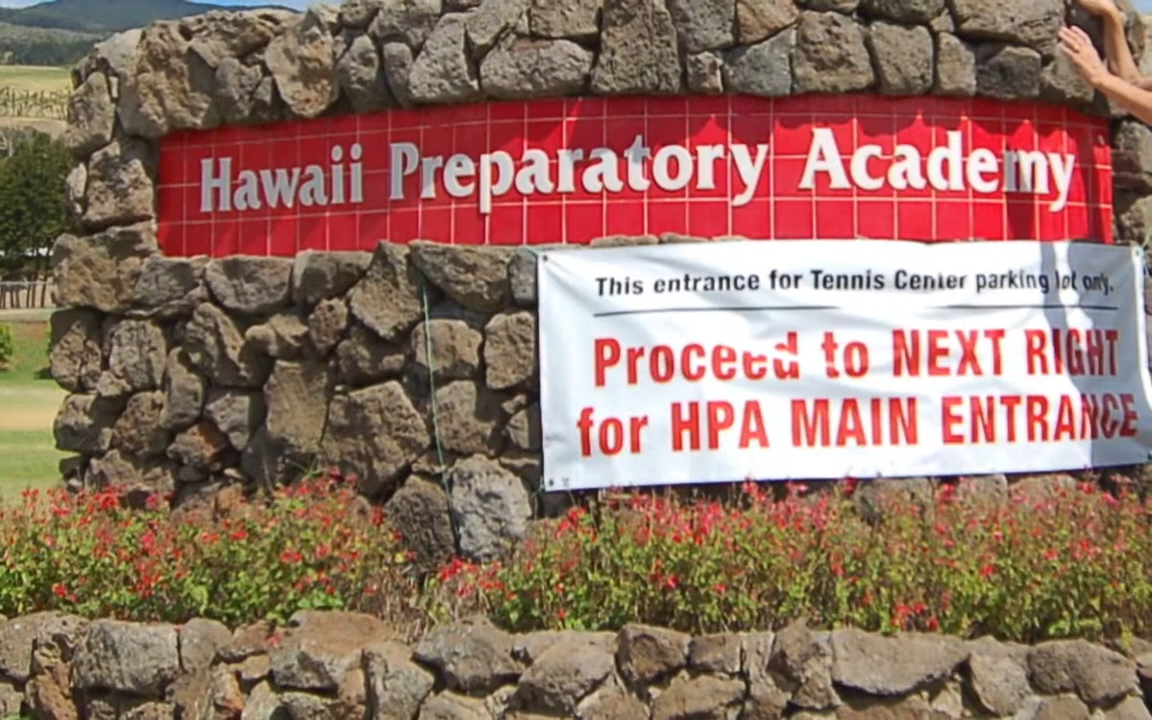 Hawaii Preparatory Academy
This entrance for Tennis Center parking lot only.
Proceed to NEXT RIGHT
for HPA MAIN ENTRANCE